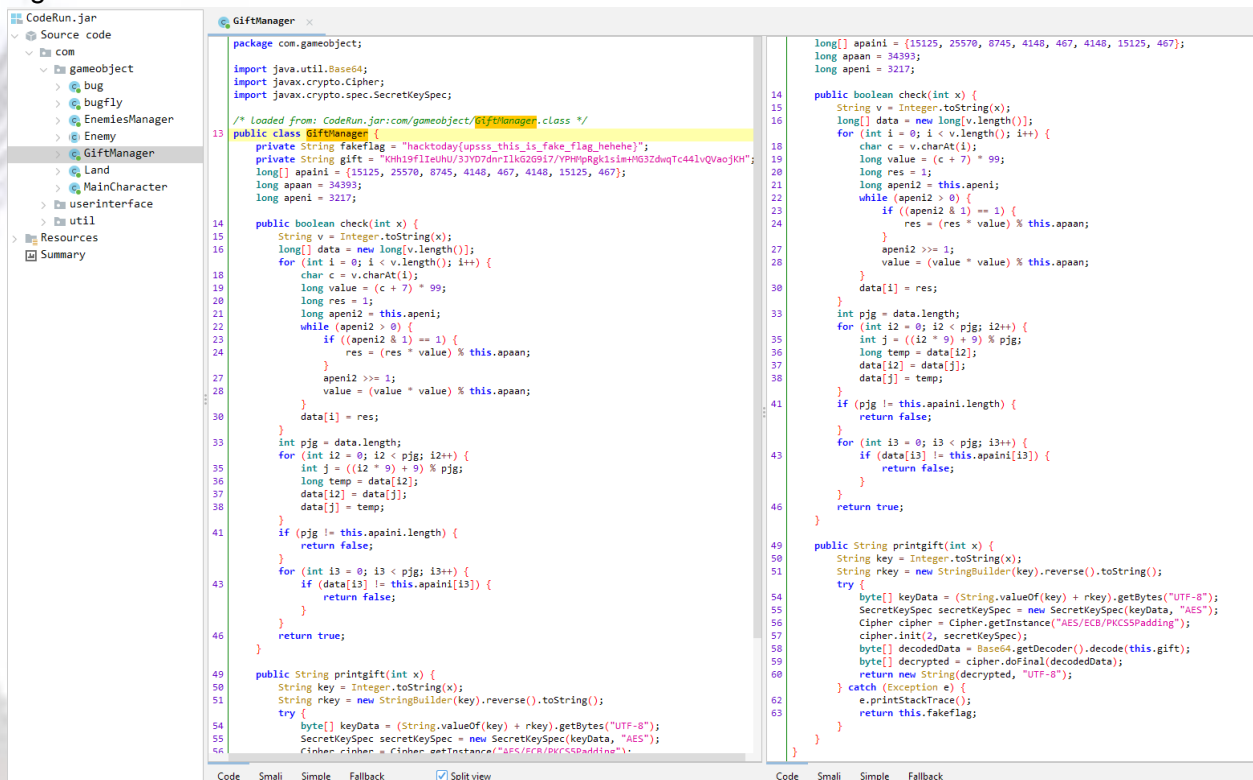 CodeRun.jar
Source code
com
gameobject
bug
bugfly
EnemiesManager
Enemy
GiftManager
Land
MainCharacter
userinterface
util
Resources
Summary
GiftManager ×
package com.gameobject;
import java.util.Base64;
import javax.crypto.Cipher;
import javax.crypto.spec.SecretKeySpec;
/* Loaded from: CodeRun.jar:com/gameobject/GiftManager.class */
13 public class GiftManager {
private String fakeflag = "hacktoday{upsss_this_is_fake_flag_hehehe}";
private String gift = "KHh19flIeUhU/3JYD7dnrIlkG2G9i7/YPHMpRgk1sim+MG3ZdwqTc44lvQVaojKH";
long[] apaini = {15125, 25570, 8745, 4148, 467, 4148, 15125, 467};
long apaan = 34393;
long apeni = 3217;
14 public boolean check(int x) {
15 String v = Integer.toString(x);
16 long[] data = new long[v.length()];
for (int i = 0; i < v.length(); i++) {
18 char c = v.charAt(i);
19 long value = (c + 7) * 99;
20 long res = 1;
21 long apeni2 = this.apeni;
22 while (apeni2 > 0) {
23 if ((apeni2 & 1) == 1) {
24 res = (res * value) % this.apaan;
}
27 apeni2 >>= 1;
28 value = (value * value) % this.apaan;
}
30 data[i] = res;
}
33 int pjg = data.length;
for (int i2 = 0; i2 < pjg; i2++) {
35 int j = ((i2 * 9) + 9) % pjg;
36 long temp = data[i2];
37 data[i2] = data[j];
38 data[j] = temp;
}
41 if (pjg != this.apaini.length) {
return false;
}
for (int i3 = 0; i3 < pjg; i3++) {
43 if (data[i3] != this.apaini[i3]) {
return false;
}
}
46 return true;
}
49 public String printgift(int x) {
50 String key = Integer.toString(x);
51 String rkey = new StringBuilder(key).reverse().toString();
try {
54 byte[] keyData = (String.valueOf(key) + rkey).getBytes("UTF-8");
55 SecretKeySpec secretKeySpec = new SecretKeySpec(keyData, "AES");
56 Cipher cipher = Cipher.getInstance("AES/ECB/PKCS5Padding");
Code Smali Simple Fallback Split view
long[] apaini = {15125, 25570, 8745, 4148, 467, 4148, 15125, 467};
long apaan = 34393;
long apeni = 3217;
14 public boolean check(int x) {
15 String v = Integer.toString(x);
16 long[] data = new long[v.length()];
for (int i = 0; i < v.length(); i++) {
18 char c = v.charAt(i);
19 long value = (c + 7) * 99;
20 long res = 1;
21 long apeni2 = this.apeni;
22 while (apeni2 > 0) {
23 if ((apeni2 & 1) == 1) {
24 res = (res * value) % this.apaan;
}
27 apeni2 >>= 1;
28 value = (value * value) % this.apaan;
}
30 data[i] = res;
}
33 int pjg = data.length;
for (int i2 = 0; i2 < pjg; i2++) {
35 int j = ((i2 * 9) + 9) % pjg;
36 long temp = data[i2];
37 data[i2] = data[j];
38 data[j] = temp;
}
41 if (pjg != this.apaini.length) {
return false;
}
for (int i3 = 0; i3 < pjg; i3++) {
43 if (data[i3] != this.apaini[i3]) {
return false;
}
}
46 return true;
}
49 public String printgift(int x) {
50 String key = Integer.toString(x);
51 String rkey = new StringBuilder(key).reverse().toString();
try {
54 byte[] keyData = (String.valueOf(key) + rkey).getBytes("UTF-8");
55 SecretKeySpec secretKeySpec = new SecretKeySpec(keyData, "AES");
56 Cipher cipher = Cipher.getInstance("AES/ECB/PKCS5Padding");
57 cipher.init(2, secretKeySpec);
58 byte[] decodedData = Base64.getDecoder().decode(this.gift);
59 byte[] decrypted = cipher.doFinal(decodedData);
60 return new String(decrypted, "UTF-8");
} catch (Exception e) {
62 e.printStackTrace();
63 return this.fakeflag;
}
}
}
Code Smali Simple Fallback